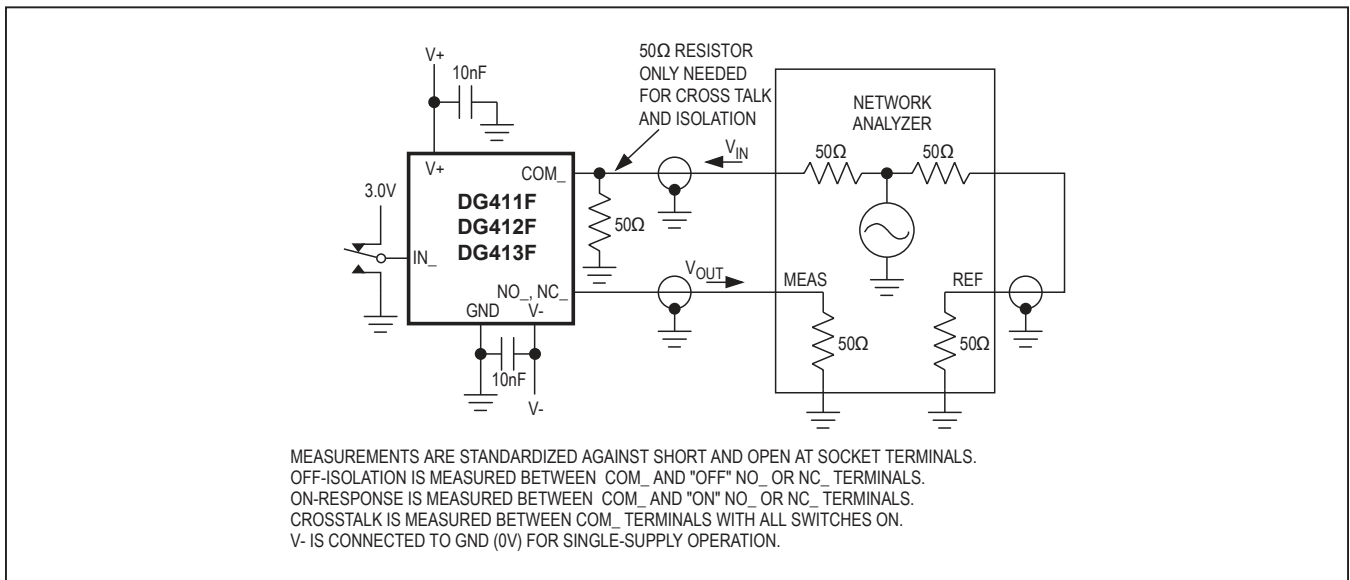 V+
10nF
50Ω RESISTOR
ONLY NEEDED
FOR CROSS TALK
AND ISOLATION
NETWORK
ANALYZER
VIN
50Ω
50Ω
V+
COM_
3.0V
DG411F
DG412F
DG413F
50Ω
IN_
VOUT
MEAS
REF
NO_, NC_
GND
V-
50Ω
50Ω
10nF
V-
MEASUREMENTS ARE STANDARDIZED AGAINST SHORT AND OPEN AT SOCKET TERMINALS.
OFF-ISOLATION IS MEASURED BETWEEN COM_ AND "OFF" NO_ OR NC_ TERMINALS.
ON-RESPONSE IS MEASURED BETWEEN COM_ AND "ON" NO_ OR NC_ TERMINALS.
CROSSTALK IS MEASURED BETWEEN COM_ TERMINALS WITH ALL SWITCHES ON.
V- IS CONNECTED TO GND (0V) FOR SINGLE-SUPPLY OPERATION.